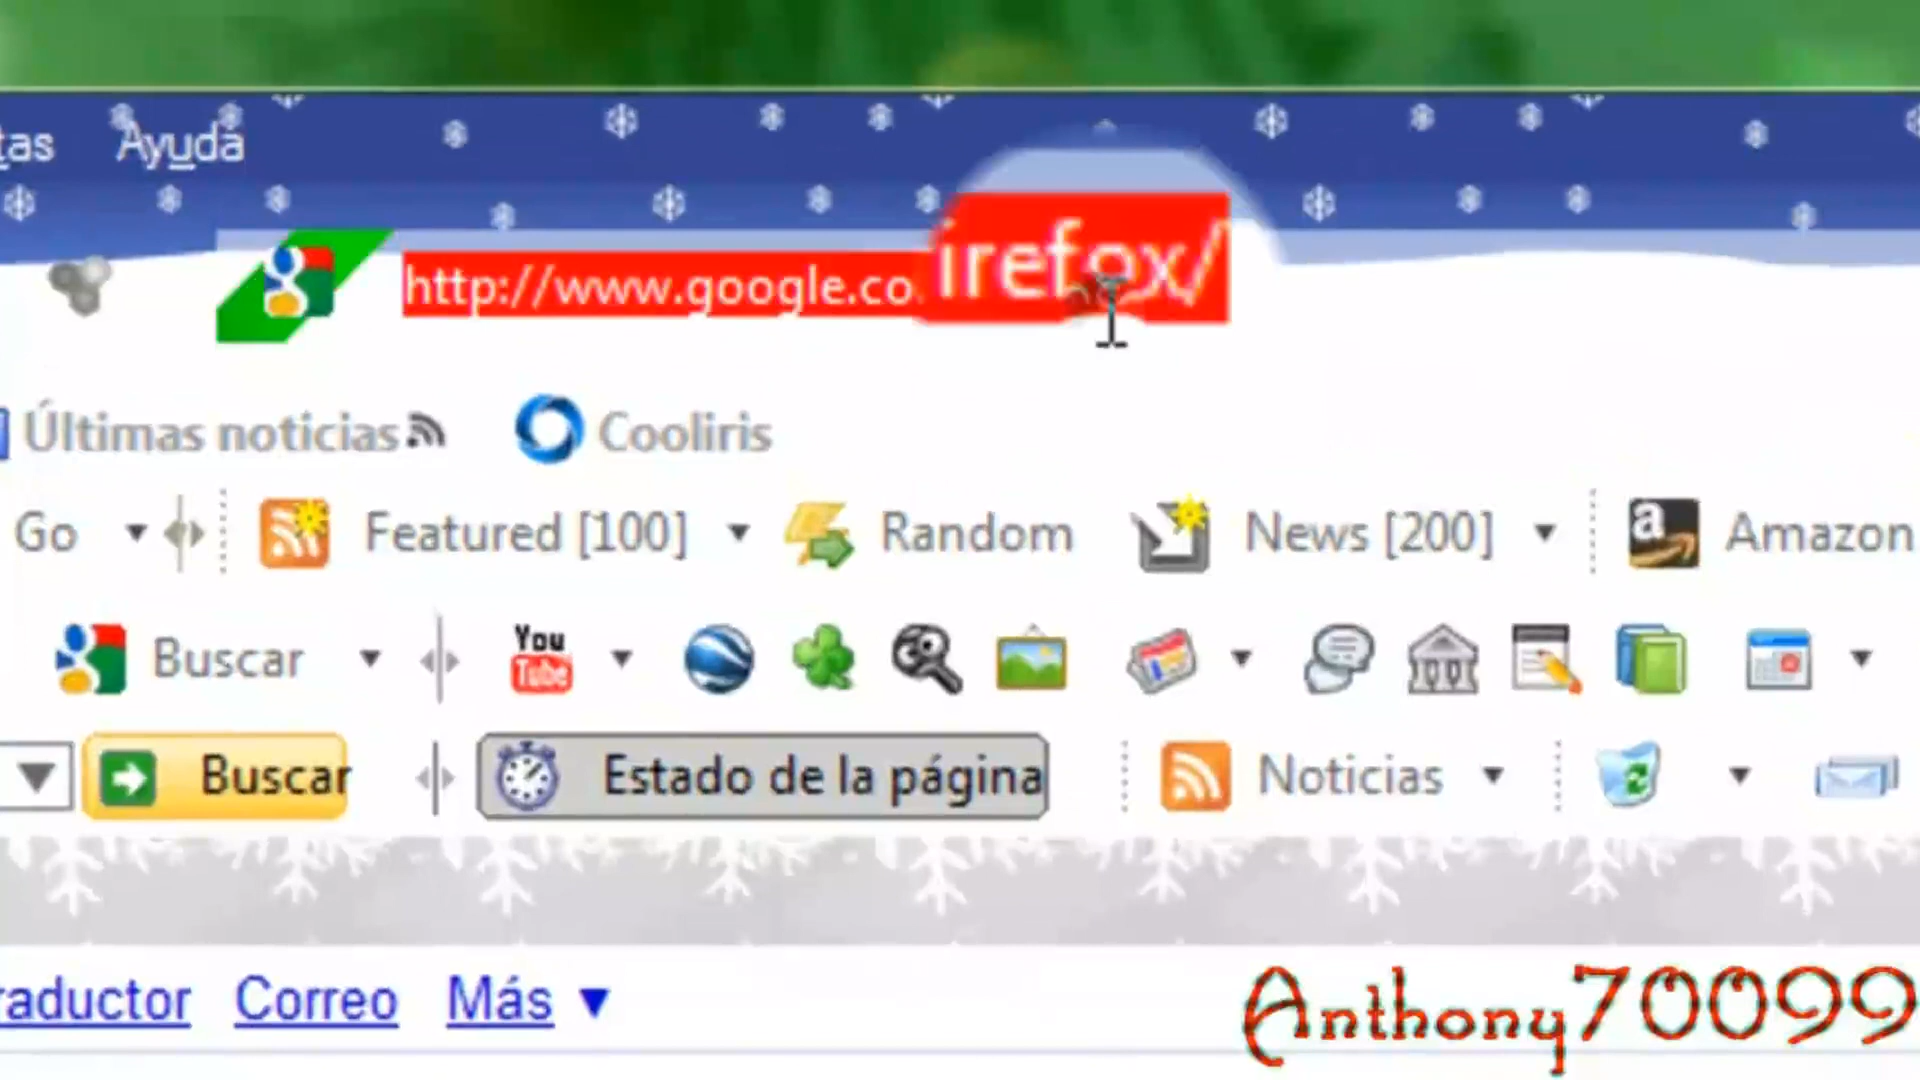 tas Ayuda
http://www.google.co irefox/
Últimas noticias Cooliris
Go Featured [100] Random News [200] a Amazon
Buscar You Tube
Buscar Estado de la página Noticias
raductor Correo Más
Anthony70099